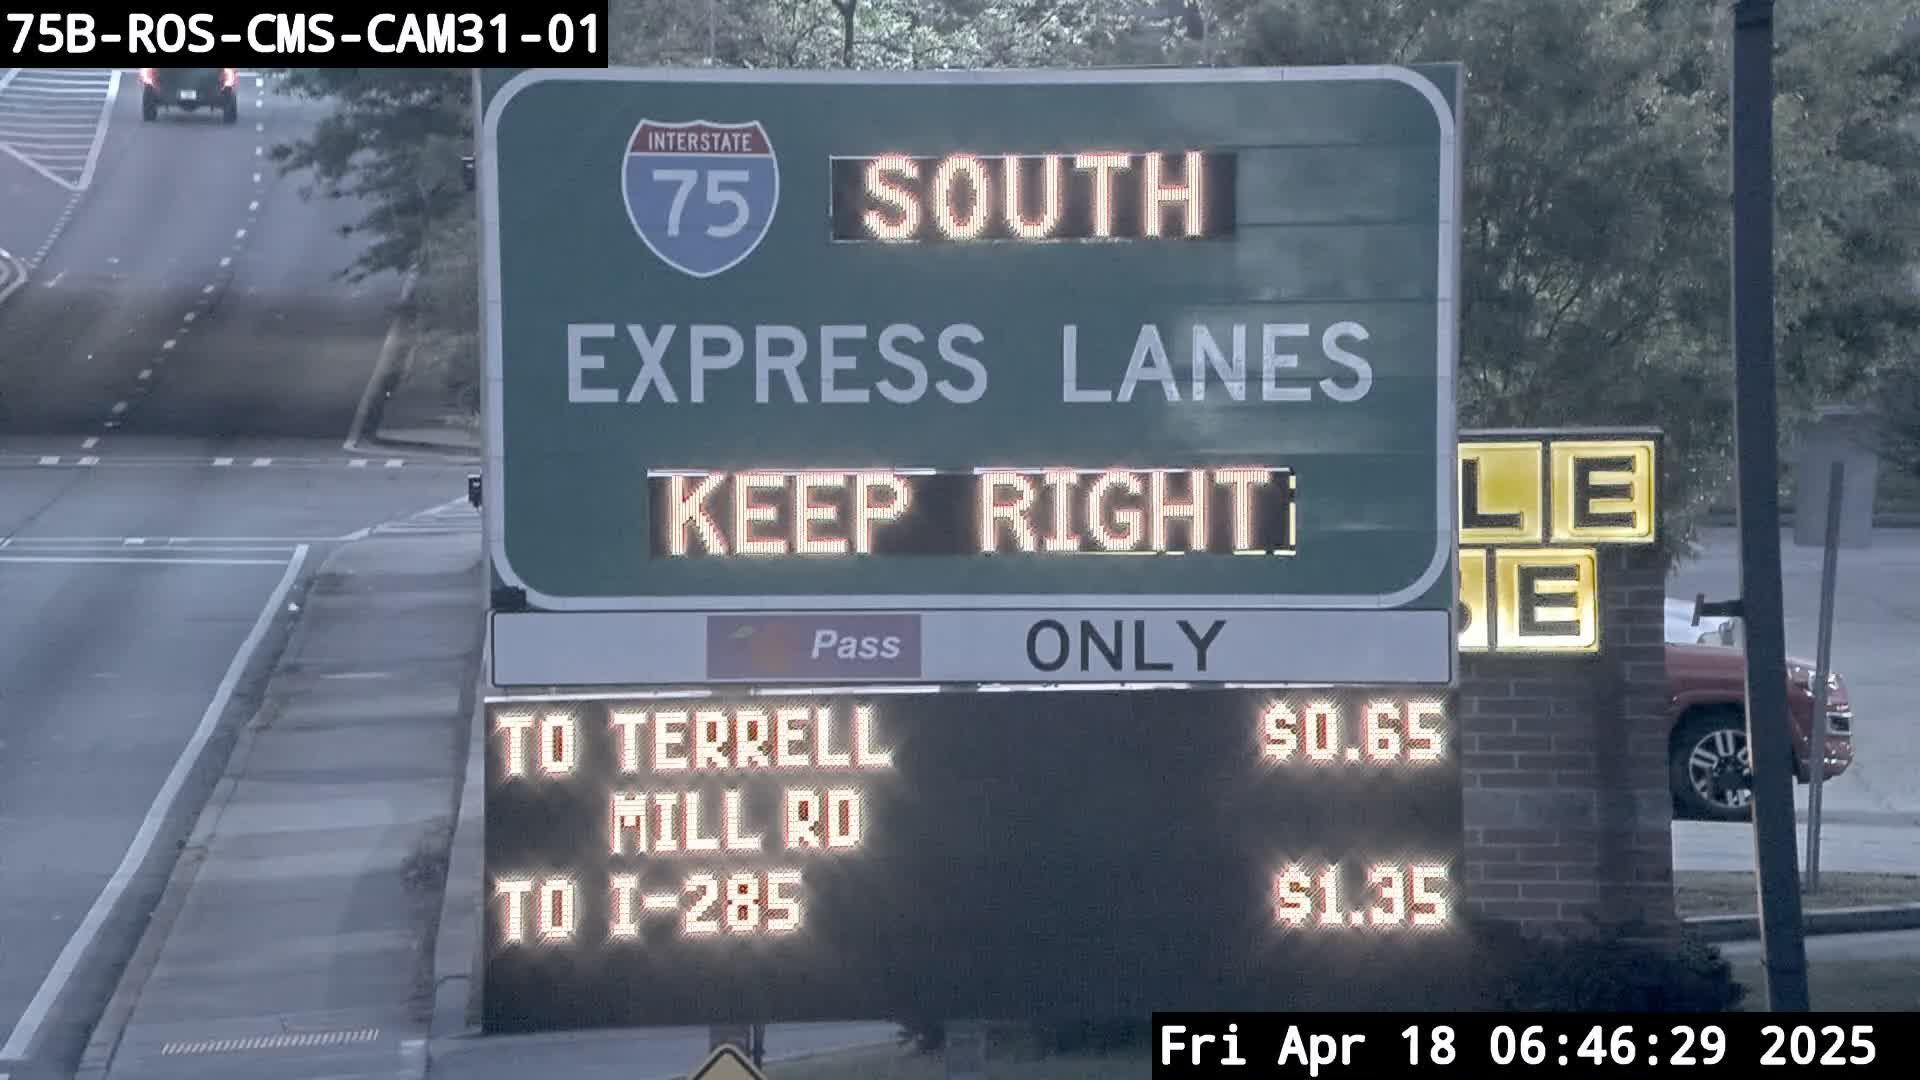 75B-ROS-CMS-CAM31-01
INTERSTATE
75
SOUTH
EXPRESS LANES
KEEP RIGHT
LE
E
Pass ONLY
TO TERRELL $0.65
MILL RD
TO I-285 $1.35
Fri Apr 18 06:46:29 2025